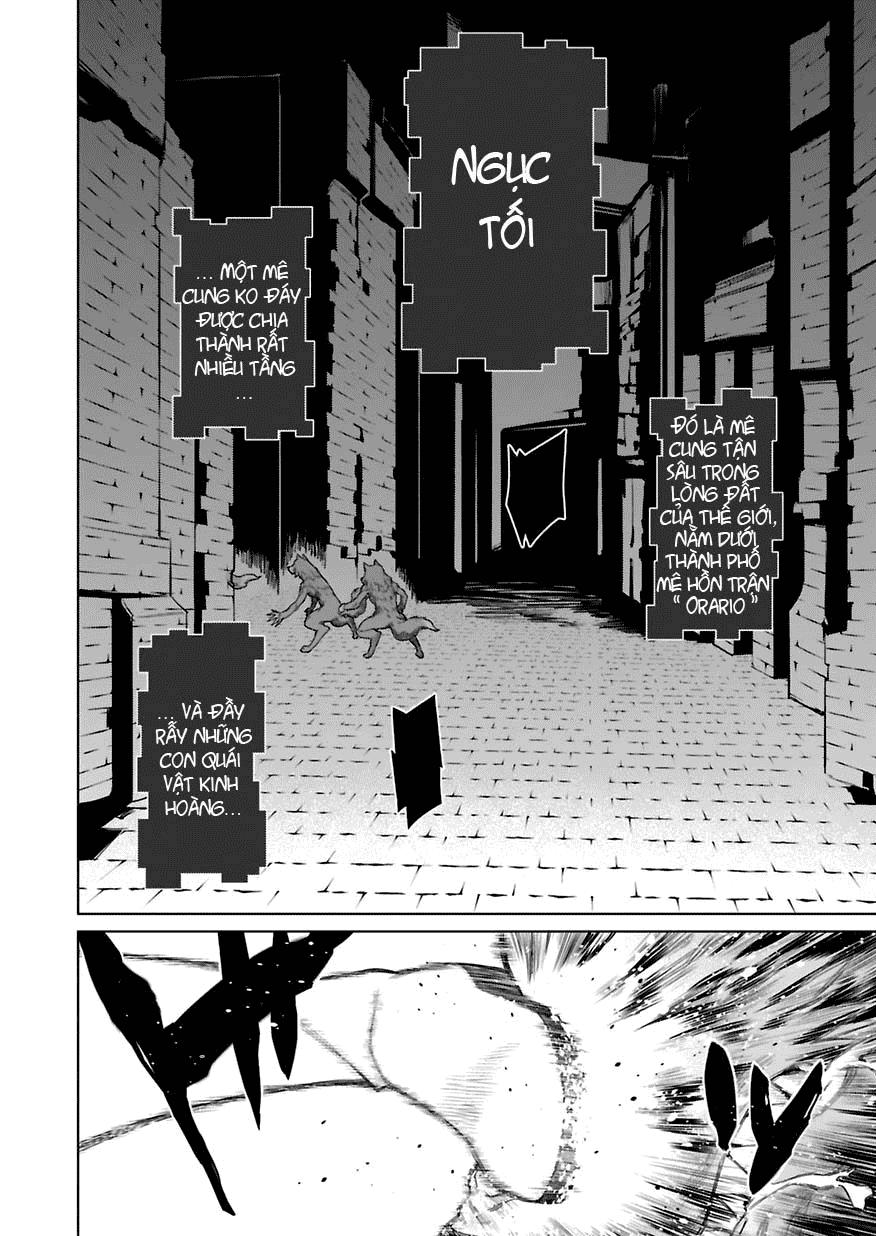 NGỤC
TỐI
ĐÓ LÀ MÊ
CUNG TẬN
SÂU TRONG
LÒNG ĐẤT
CỦA THẾ GIỚI,
NẰM DƯỚI
THÀNH PHỐ
MÊ HỒN TRẬN
“ ORARIO ”
... MỘT MÊ
CUNG KO ĐÁY
ĐƯỢC CHIA
THÀNH RẤT
NHIỀU TẦNG
...
... VÀ ĐẦY
RẪY NHỮNG
CON QUÁI
VẬT KINH
HOÀNG...